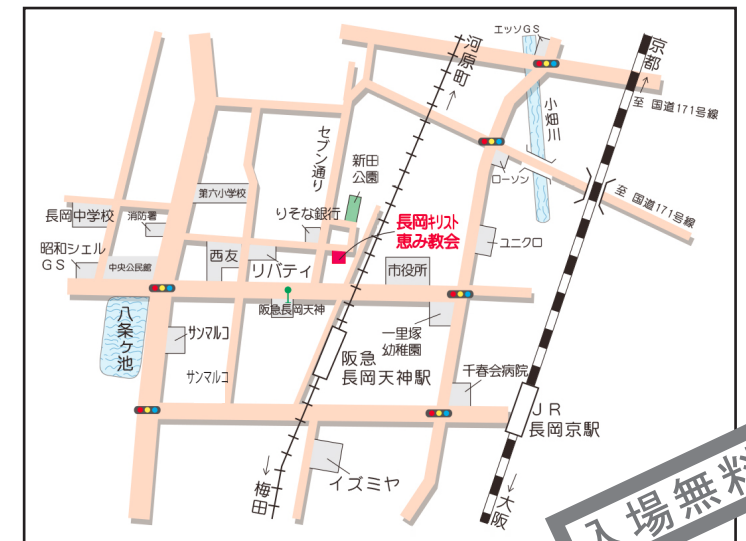 エッソGS
河原町
京都
至 国道171号線
小畑川
セブン通り
新田
公園
ローソン
至 国道171号線
第六小学校
長岡中学校
消防署
りそな銀行
長岡キリスト
恵み教会
昭和シェル
GS
中央公民館
西友
リバティ
市役所
ユニクロ
阪急長岡天神
八条ヶ池
サンマルコ
一里塚
幼稚園
阪急
長岡天神駅
サンマルコ
千春会病院
JR
長岡京駅
イズミヤ
梅田
大阪
入場無料